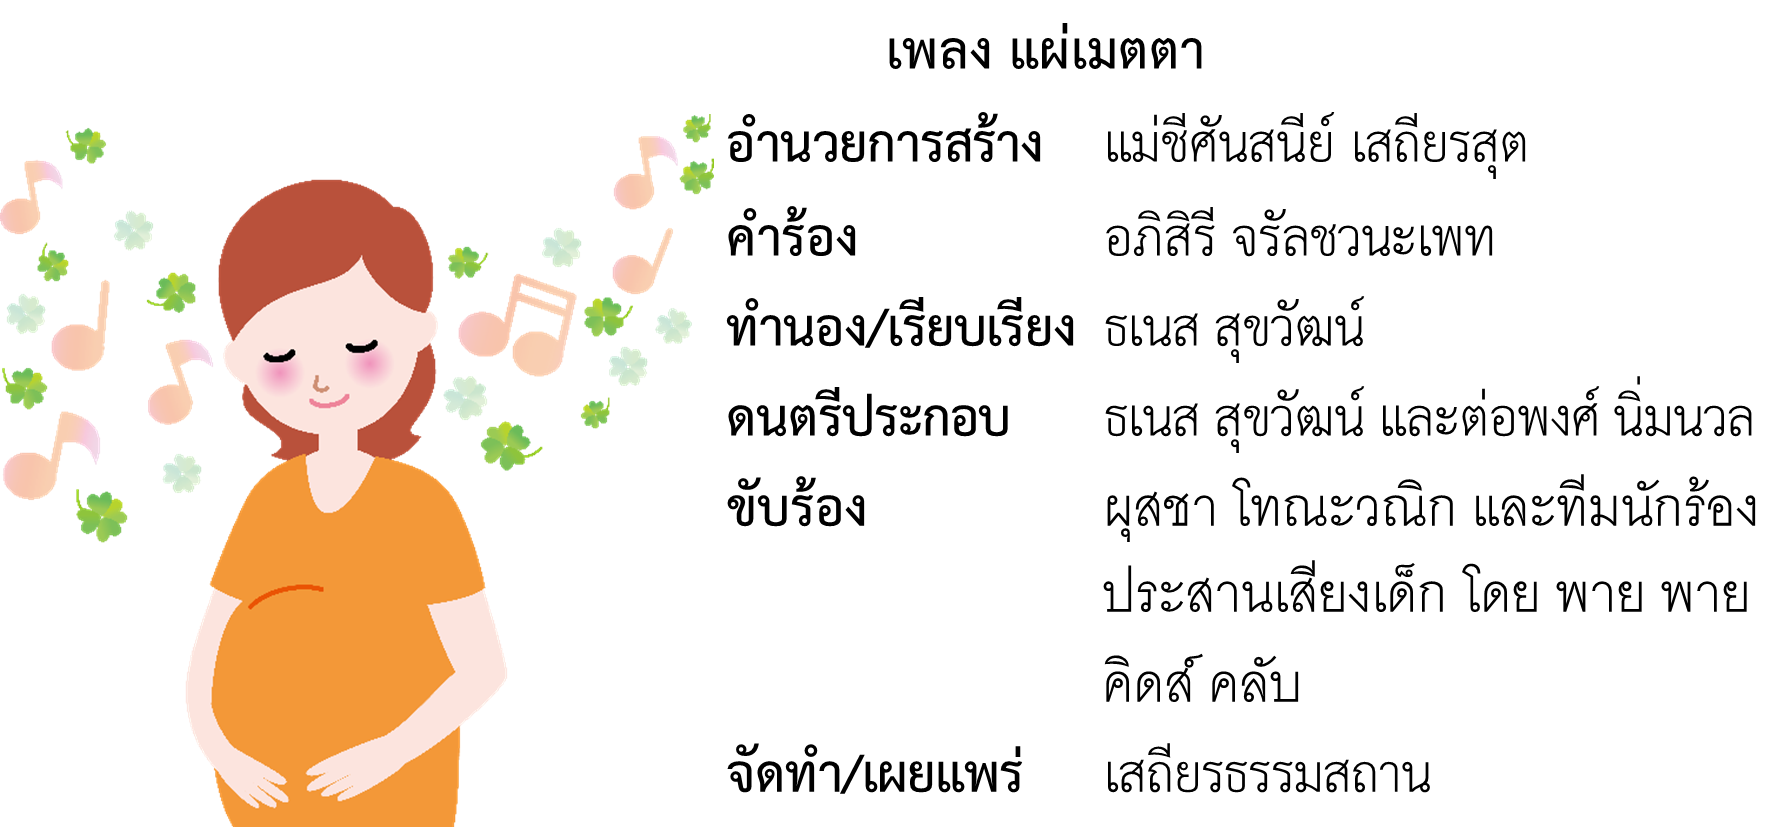 เพลง แผ่เมตตา
อำนวยการสร้าง แม่ชีศันสนีย์ เสถียรสุต
คำร้อง อภิสิรี จรัลชวนะเพท
ทำนอง/เรียบเรียง ธเนส สุขวัฒน์
ดนตรีประกอบ ธเนส สุขวัฒน์ และต่อพงศ์ นิ่มนวล
ขับร้อง ผุสชา โทณะวณิก และทีมนักร้อง
ประสานเสียงเด็ก โดย พาย พาย
คิดส์ คลับ
จัดทำ/เผยแพร่ เสถียรธรรมสถาน